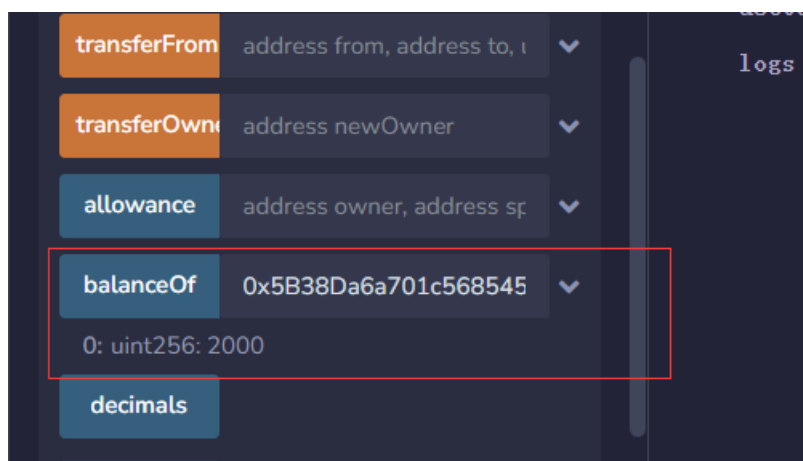 transferFrom address from, address to, u
logs
transferOwne address newOwner
allowance address owner, address sp
balanceOf 0x5B38Da6a701c568545
0: uint256: 2000
decimals